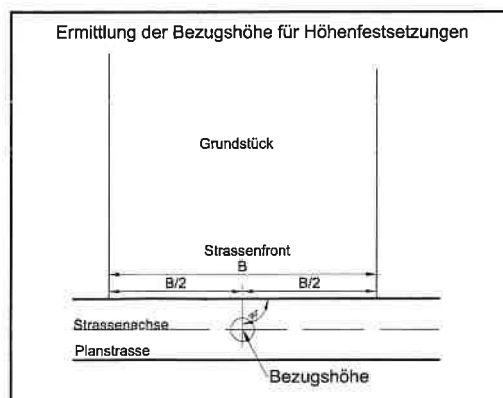 Ermittlung der Bezugshöhe für Höhenfestsetzungen
Grundstück
Strassenfront
B
B/2 B/2
Strassenachse
Planstrasse
Bezugshöhe